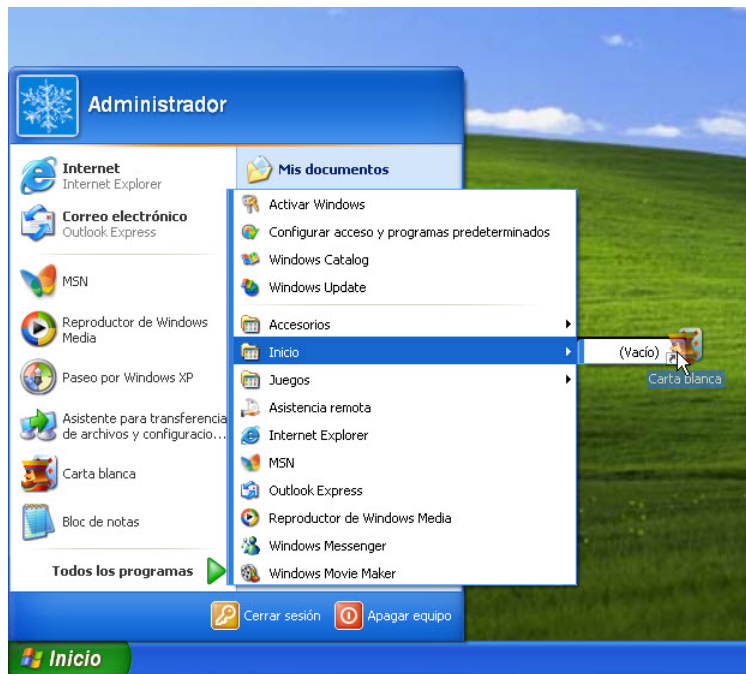 Administrador
Internet
Internet Explorer
Correo electrónico
Outlook Express
MSN
Reproductor de Windows
Media
Paseo por Windows XP
Asistente para transferencia
de archivos y configuracio...
Carta blanca
Bloc de notas
Todos los programas
Mis documentos
Activar Windows
Configurar acceso y programas predeterminados
Windows Catalog
Windows Update
Accesorios
Inicio
Juegos
Asistencia remota
Internet Explorer
MSN
Outlook Express
Reproductor de Windows Media
Windows Messenger
Windows Movie Maker
(Vacío)
Carta blanca
Cerrar sesión
Apagar equipo
Inicio